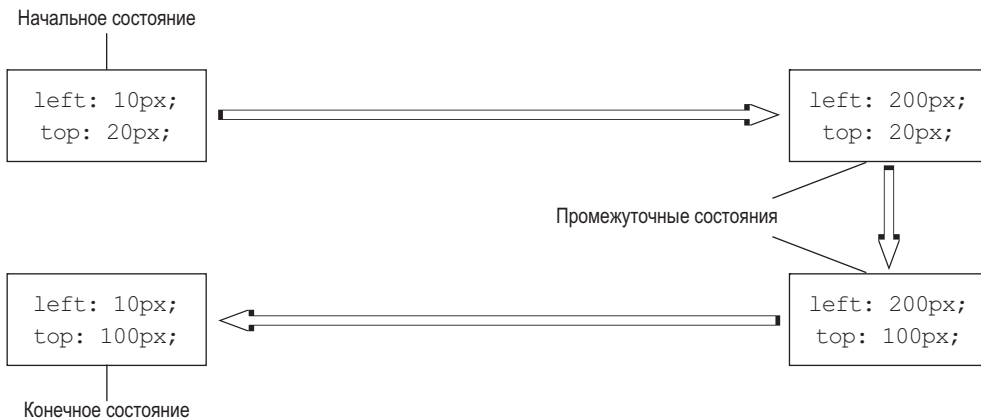 Начальное состояние
left: 10px;
top: 20px;
left: 200px;
top: 20px;
Промежуточные состояния
left: 10px;
top: 100px;
left: 200px;
top: 100px;
Конечное состояние